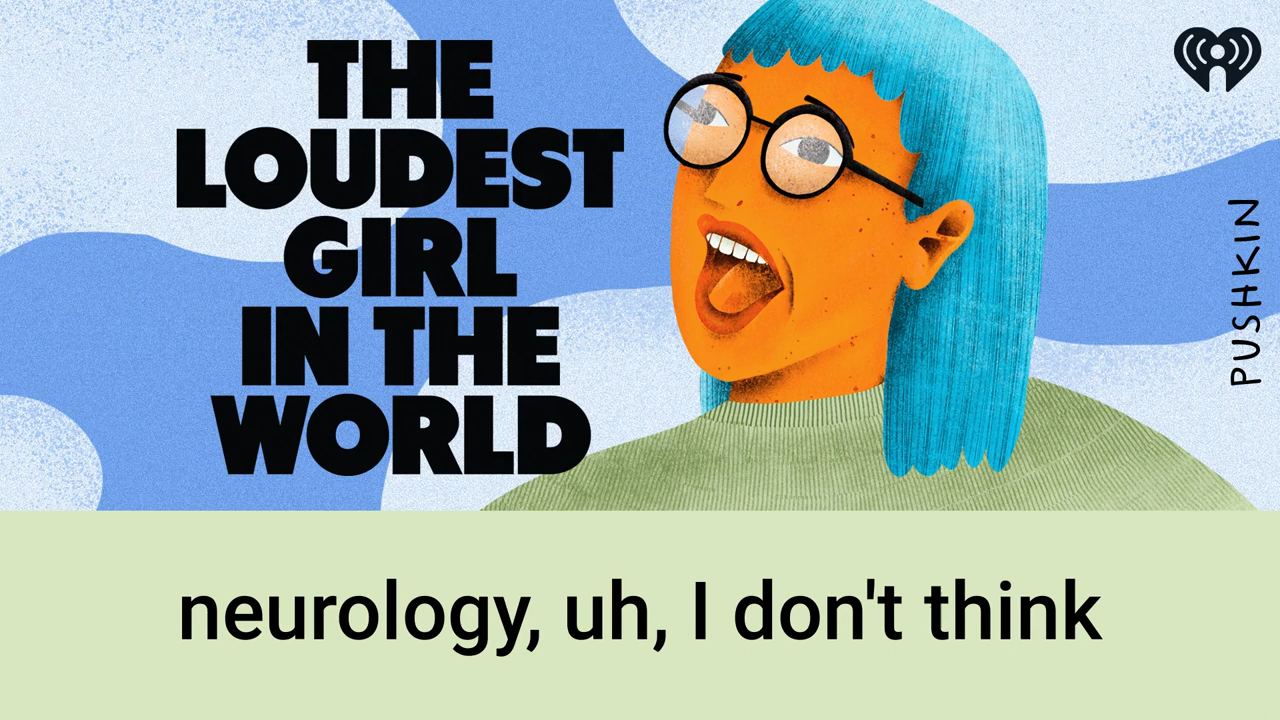 THE
LOUDEST
GIRL
IN THE
WORLD
PUSHKIN
neurology, uh, I don't think